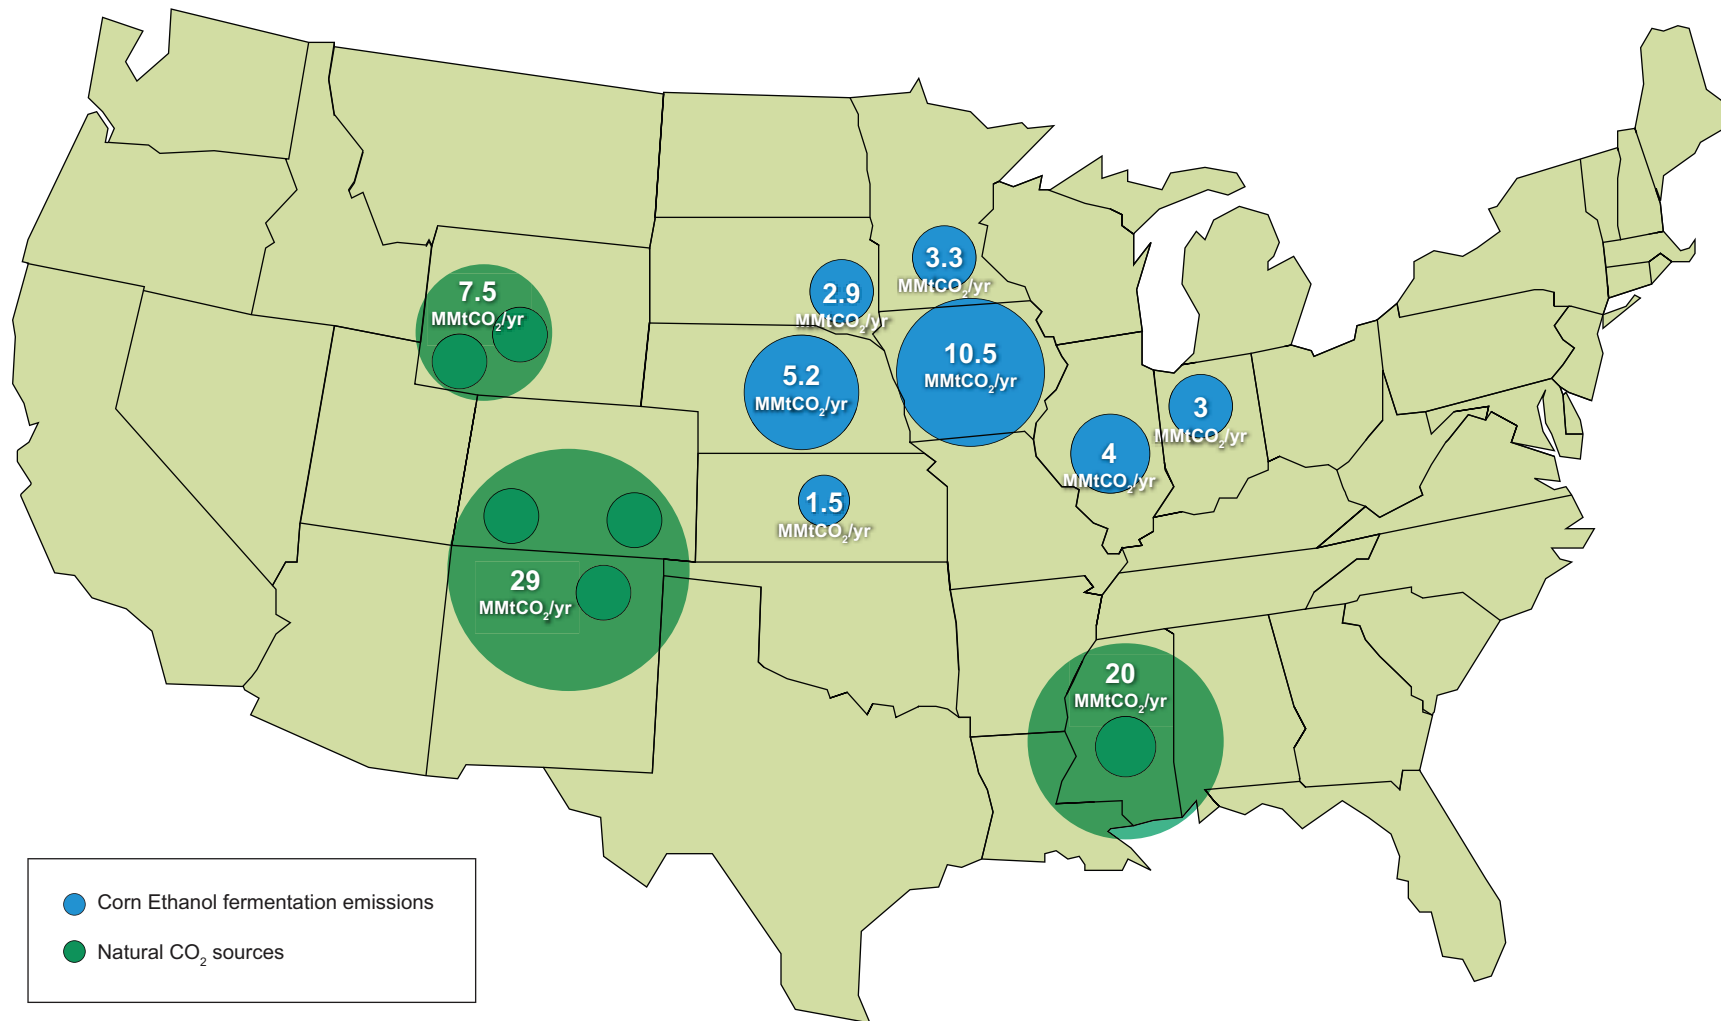 3.3
MMtCO₂/yr
7.5
MMtCO₂/yr
2.9
MMtCO₂/yr
10.5
MMtCO₂/yr
5.2
MMtCO₂/yr
3
MMtCO₂/yr
4
MMtCO₂/yr
1.5
MMtCO₂/yr
29
MMtCO₂/yr
20
MMtCO₂/yr
Corn Ethanol fermentation emissions
Natural CO₂ sources